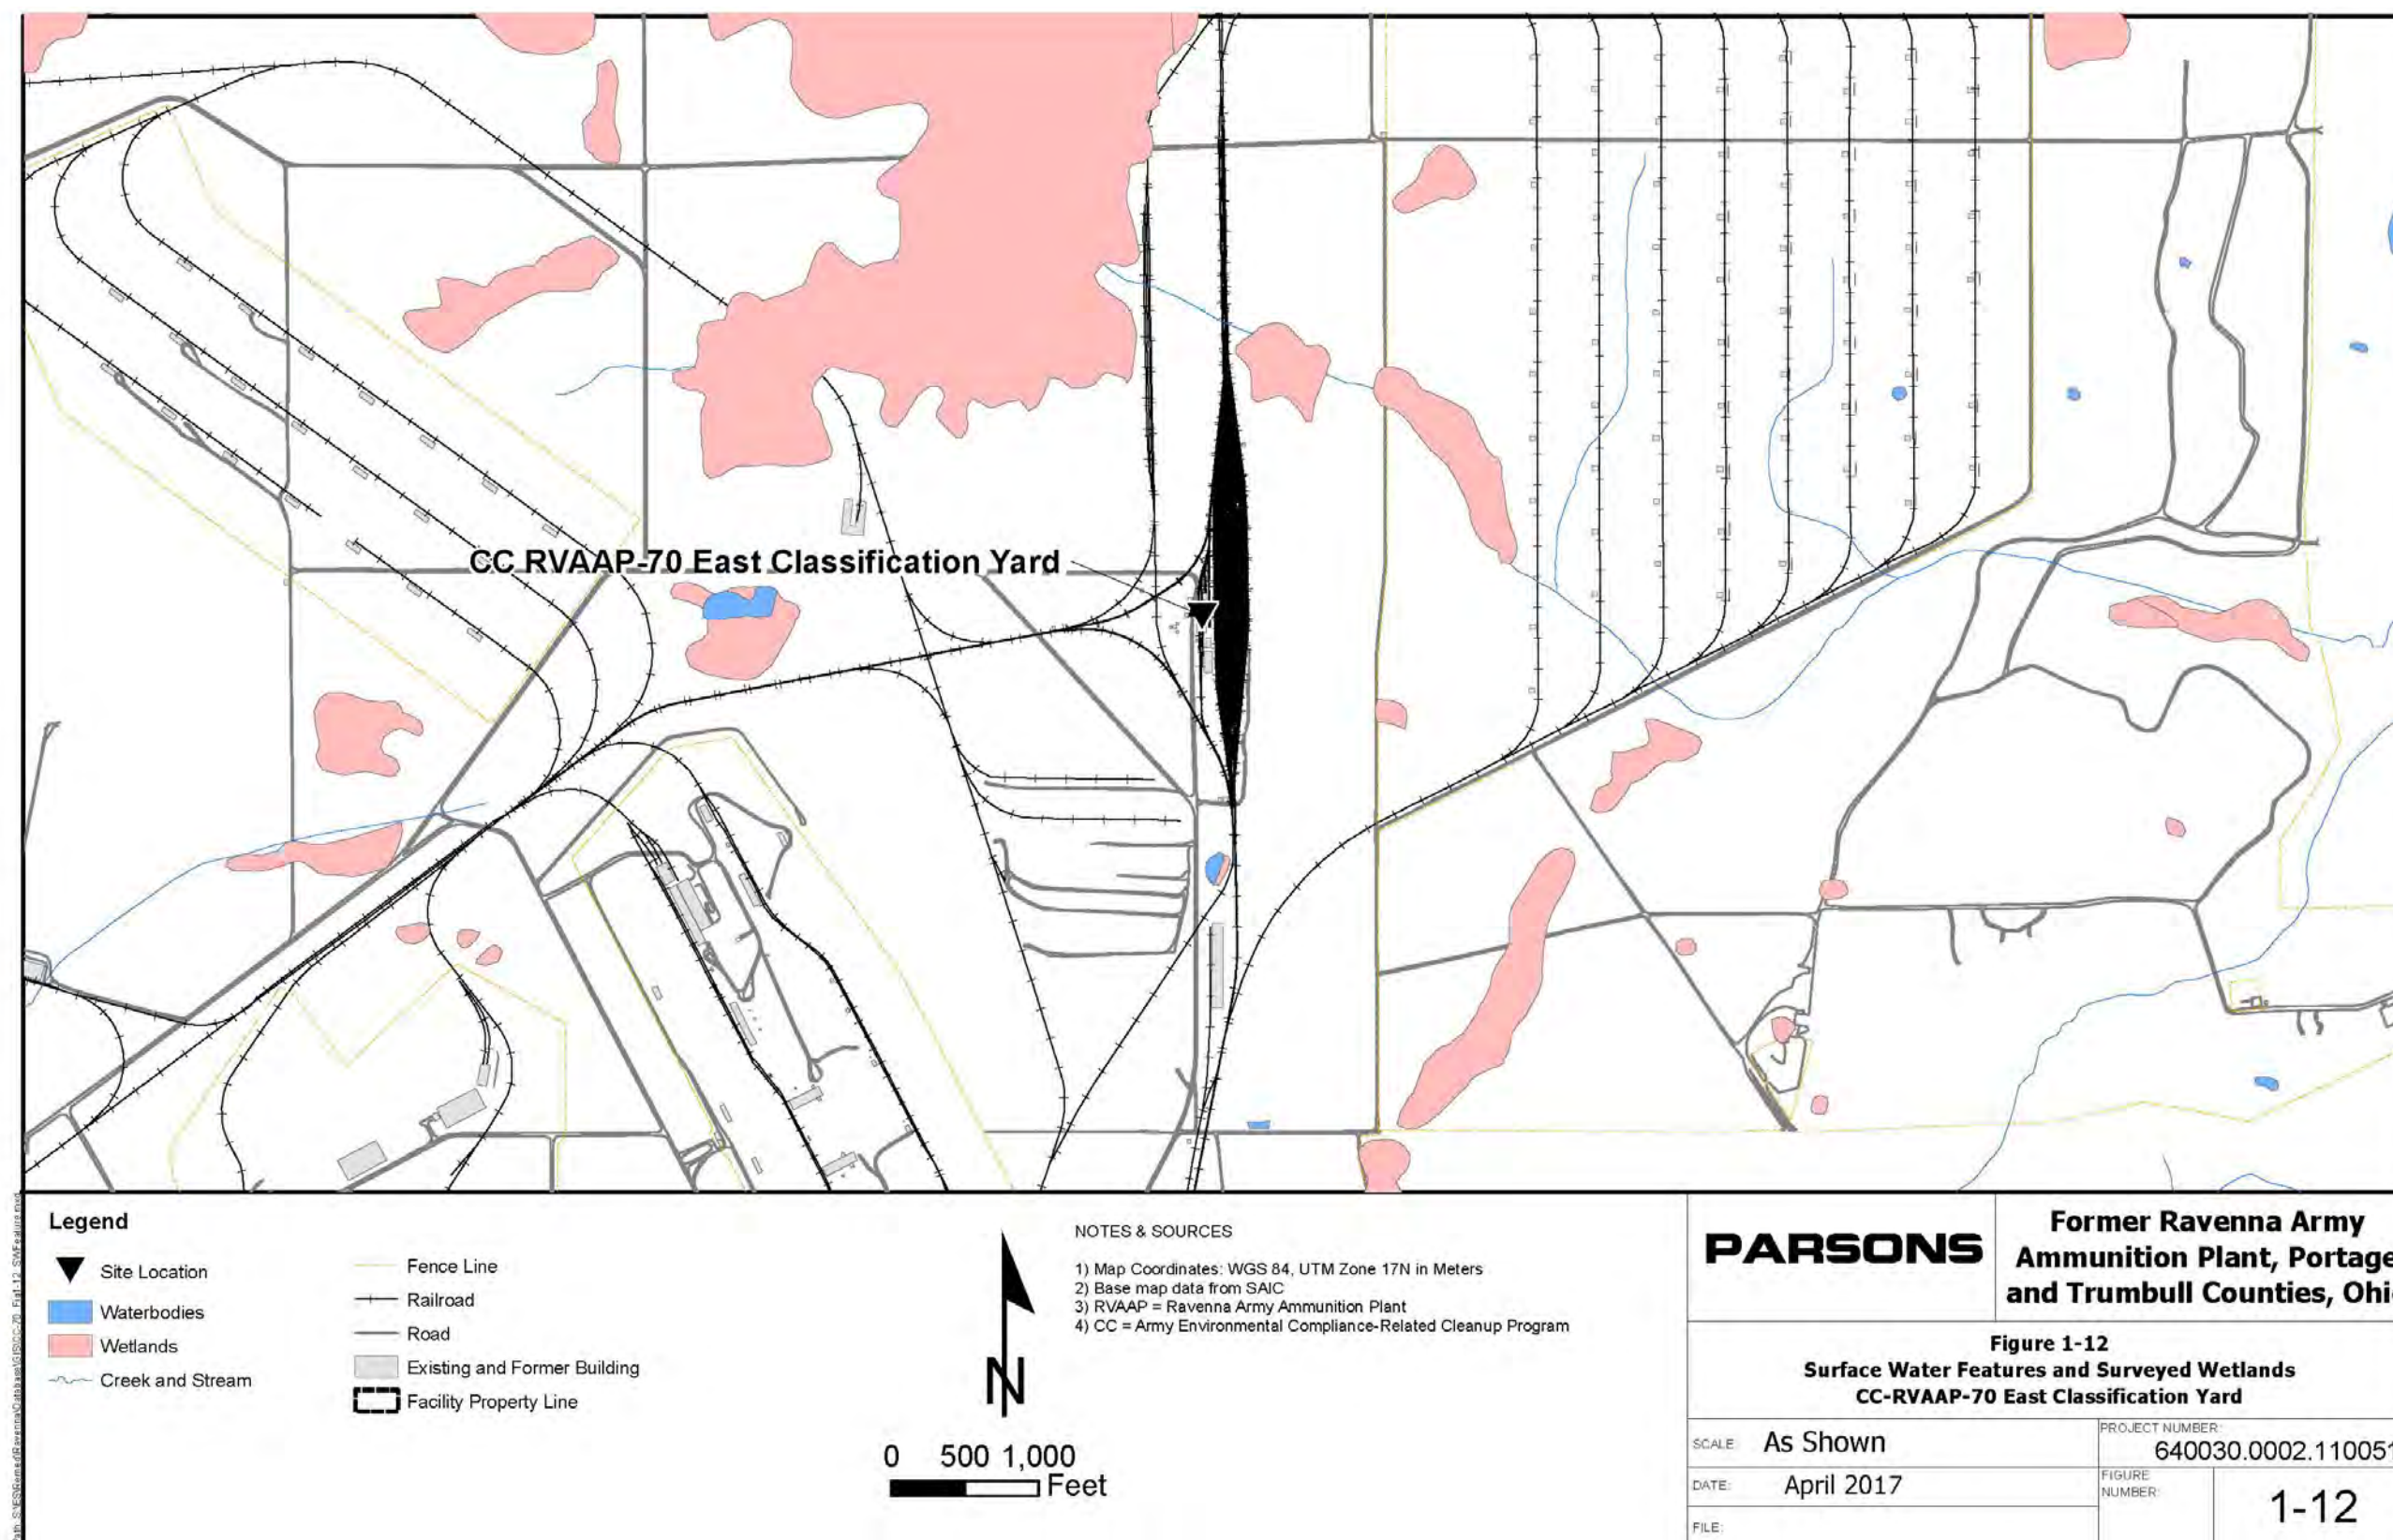 CC RVAAP-70 East Classification Yard
Legend
Site Location
Waterbodies
Wetlands
Creek and Stream
Fence Line
Railroad
Road
Existing and Former Building
Facility Property Line
N
0 500 1,000
Feet
NOTES & SOURCES
1) Map Coordinates: WGS 84, UTM Zone 17N in Meters
2) Base map data from SAIC
3) RVAAP = Ravenna Army Ammunition Plant
4) CC = Army Environmental Compliance-Related Cleanup Program
PARSONS
Former Ravenna Army
Ammunition Plant, Portage
and Trumbull Counties, Ohi
Figure 1-12
Surface Water Features and Surveyed Wetlands
CC-RVAAP-70 East Classification Yard
SCALE: As Shown
PROJECT NUMBER:
640030.0002.110051
DATE: April 2017
FIGURE
NUMBER:
1-12
FILE: